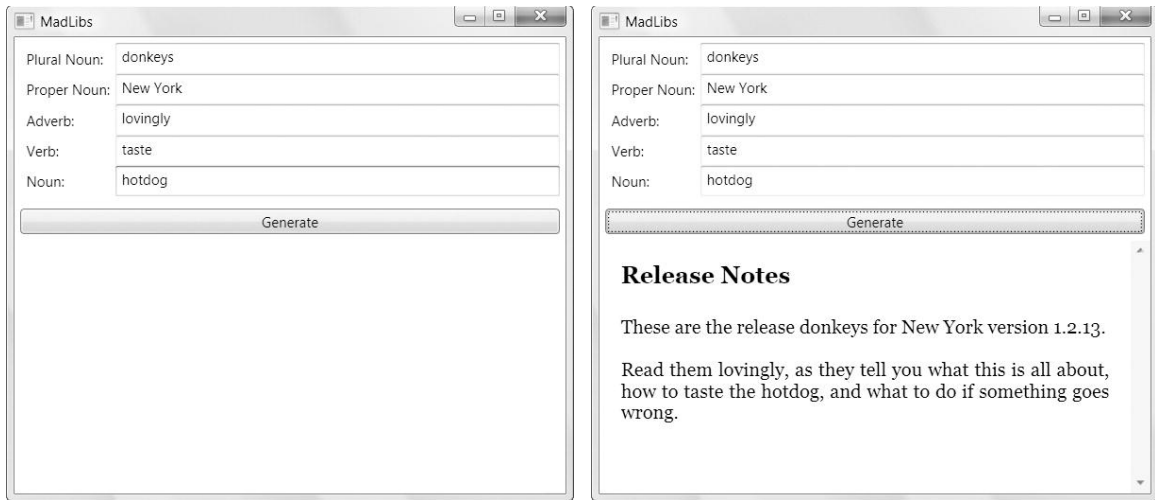 MadLibs
Plural Noun: donkeys
Proper Noun: New York
Adverb: lovingly
Verb: taste
Noun: hotdog
Generate
MadLibs
Plural Noun: donkeys
Proper Noun: New York
Adverb: lovingly
Verb: taste
Noun: hotdog
Generate
Release Notes
These are the release donkeys for New York version 1.2.13.
Read them lovingly, as they tell you what this is all about,
how to taste the hotdog, and what to do if something goes
wrong.